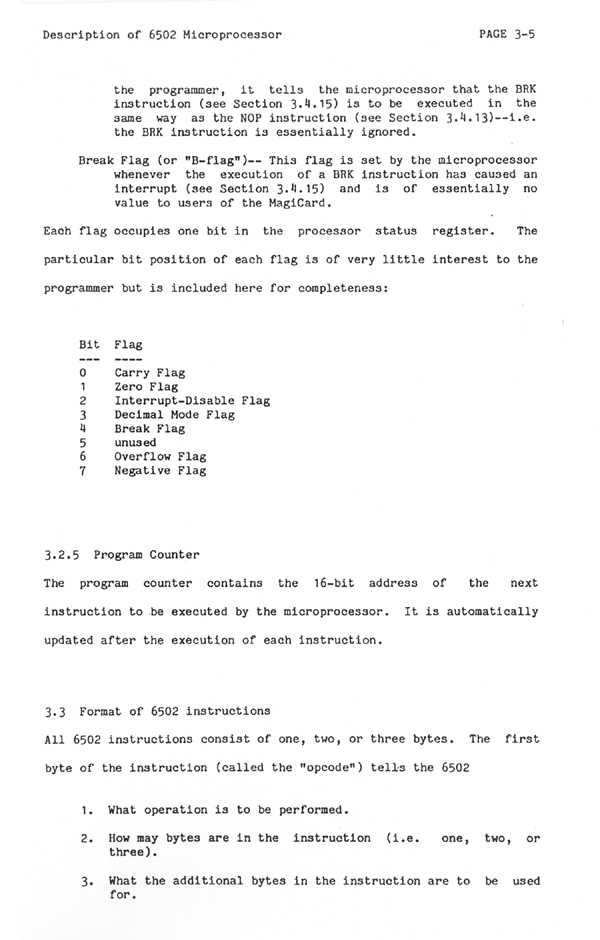 Description of 6502 Microprocessor PAGE 3-5
the programmer, it tells the microprocessor that the BRK
instruction (see Section 3.4.15) is to be executed in the
same way as the NOP instruction (see Section 3.4.13)--i.e.
the BRK instruction is essentially ignored.
Break Flag (or "B-flag")-- This flag is set by the microprocessor
whenever the execution of a BRK instruction has caused an
interrupt (see Section 3.4.15) and is of essentially no
value to users of the MagiCard.
Each flag occupies one bit in the processor status register. The
particular bit position of each flag is of very little interest to the
programmer but is included here for completeness:
Bit Flag
--- ----
0 Carry Flag
1 Zero Flag
2 Interrupt-Disable Flag
3 Decimal Mode Flag
4 Break Flag
5 unused
6 Overflow Flag
7 Negative Flag
3.2.5 Program Counter
The program counter contains the 16-bit address of the next
instruction to be executed by the microprocessor. It is automatically
updated after the execution of each instruction.
3.3 Format of 6502 instructions
All 6502 instructions consist of one, two, or three bytes. The first
byte of the instruction (called the "opcode") tells the 6502
1. What operation is to be performed.
2. How may bytes are in the instruction (i.e. one, two, or
three).
3. What the additional bytes in the instruction are to be used
for.